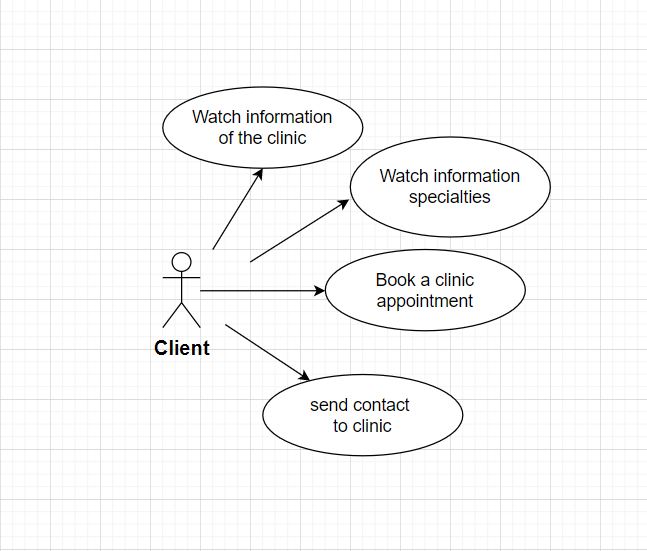 Watch information
of the clinic
Watch information
specialties
Book a clinic
appointment
Client
send contact
to clinic